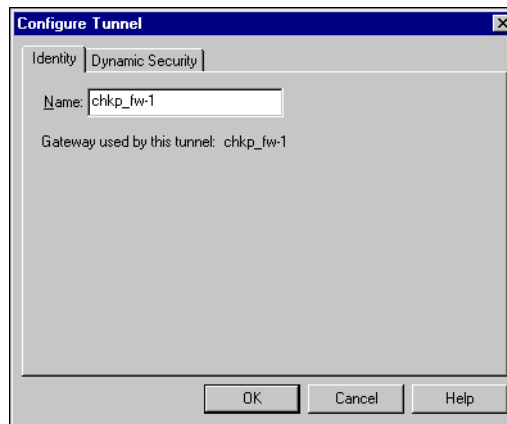 Configure Tunnel
Identity Dynamic Security
Name: chkp_fw-1
Gateway used by this tunnel: chkp_fw-1
OK Cancel Help